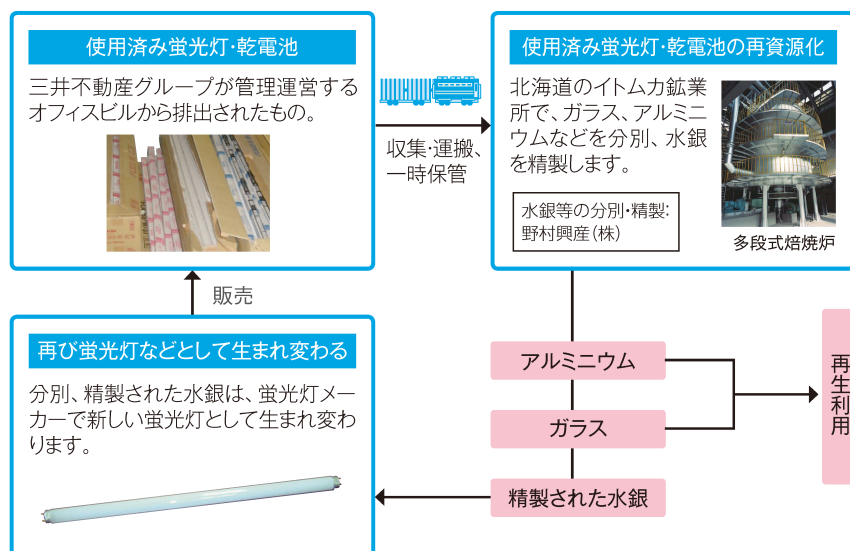 使用済み蛍光灯・乾電池
三井不動産グループが管理運営する
オフィスビルから排出されたもの。
収集・運搬、
一時保管
使用済み蛍光灯・乾電池の再資源化
北海道のイトムカ鉱業
所で、ガラス、アルミニ
ウムなどを分別、水銀
を精製します。
水銀等の分別・精製:
野村興産(株)
多段式焙焼炉
アルミニウム
ガラス
精製された水銀
再生利用
再び蛍光灯などとして生まれ変わる
分別、精製された水銀は、蛍光灯メー
カーで新しい蛍光灯として生まれ変わ
ります。
販売